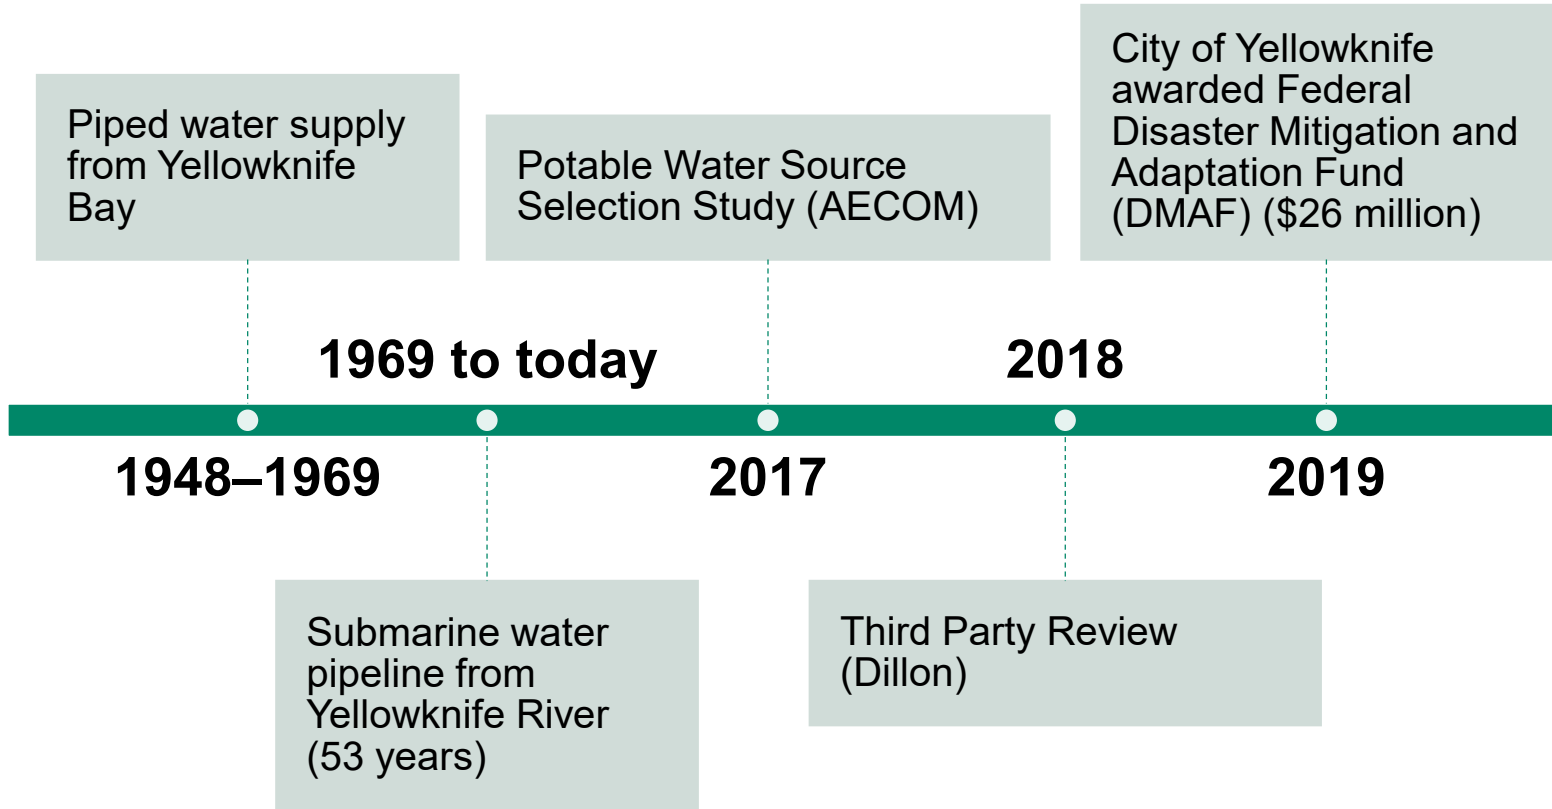 Piped water supply
from Yellowknife
Bay
Potable Water Source
Selection Study (AECOM)
City of Yellowknife
awarded Federal
Disaster Mitigation and
Adaptation Fund
(DMAF) ($26 million)
1969 to today
2018
1948–1969
2017
2019
Submarine water
pipeline from
Yellowknife River
(53 years)
Third Party Review
(Dillon)